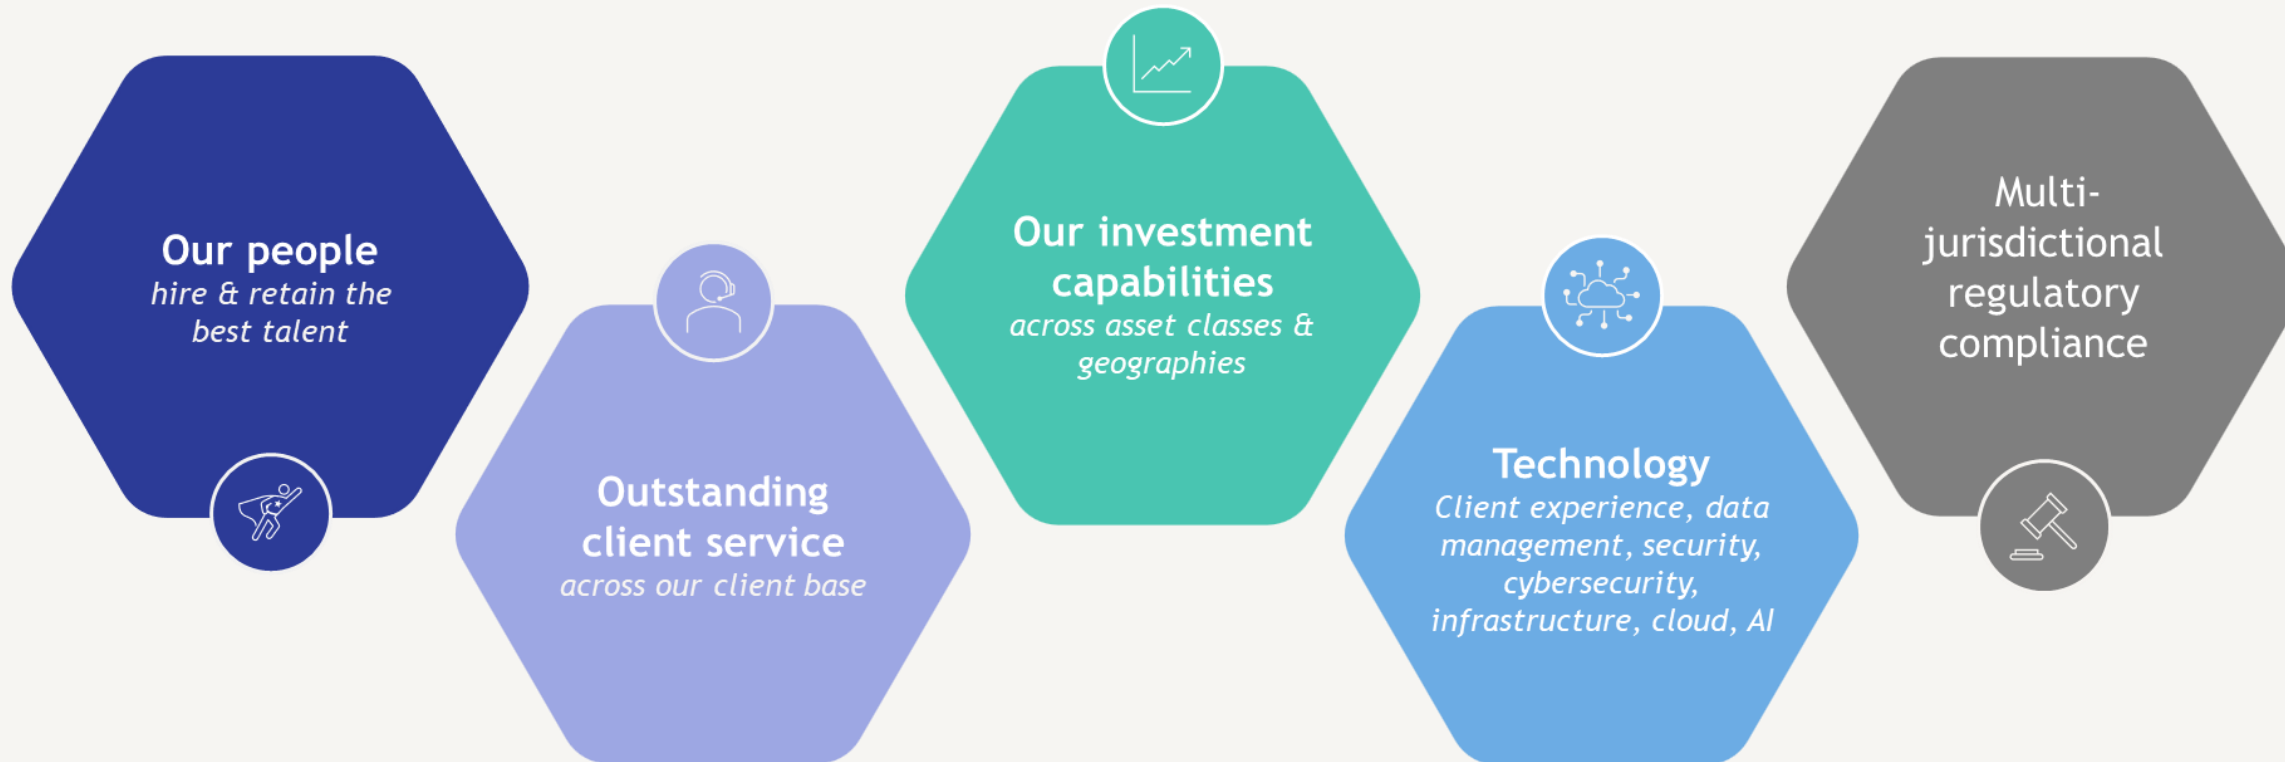 Our people
hire & retain the
best talent
Outstanding
client service
across our client base
Our investment
capabilities
across asset classes &
geographies
Technology
Client experience, data
management, security,
cybersecurity,
infrastructure, cloud, AI
Multi-
jurisdictional
regulatory
compliance